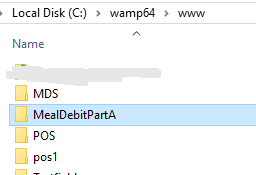 Local Disk (C:) > wamp64 > www
Name
MDS
MealDebitPartA
POS
pos1